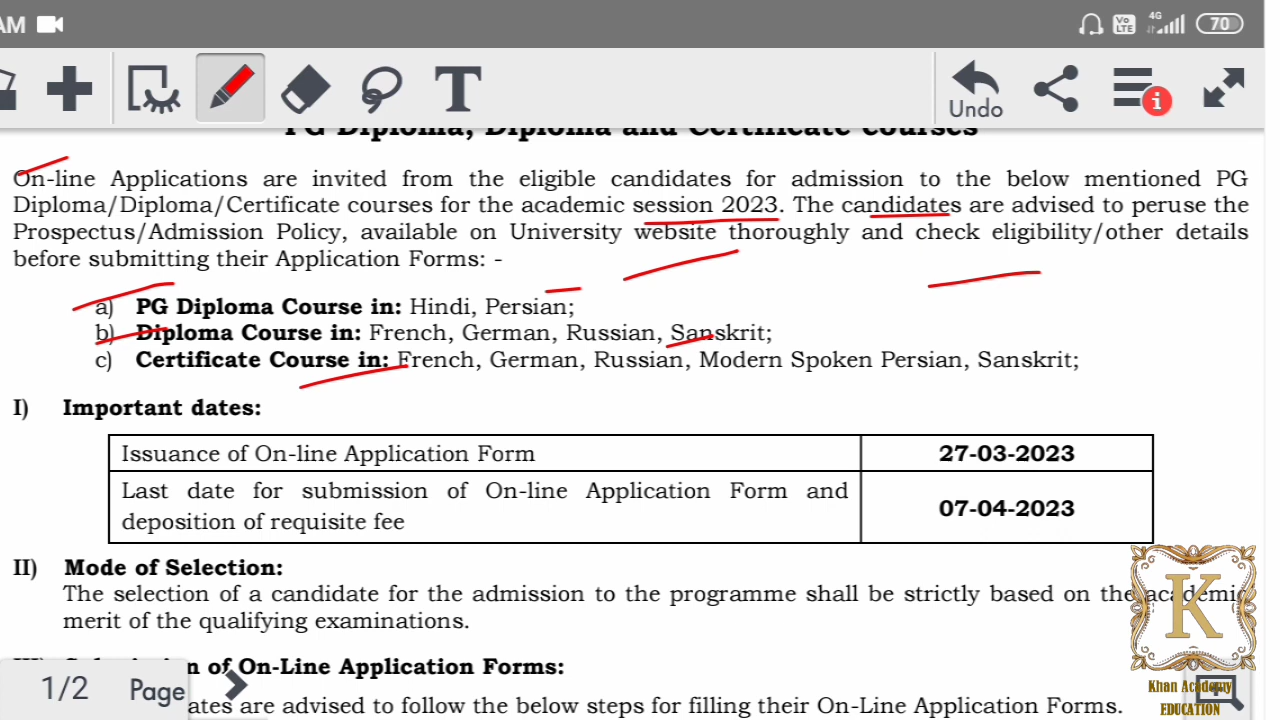 AM
Vo
LTE
4G
70
T
Undo
i
PG Diploma, Diploma and Certificate courses
On-line Applications are invited from the eligible candidates for admission to the below mentioned PG
Diploma/Diploma/Certificate courses for the academic session 2023. The candidates are advised to peruse the
Prospectus/Admission Policy, available on University website thoroughly and check eligibility/other details
before submitting their Application Forms: -
a) PG Diploma Course in: Hindi, Persian;
b) Diploma Course in: French, German, Russian, Sanskrit;
c) Certificate Course in: French, German, Russian, Modern Spoken Persian, Sanskrit;
I) Important dates:
Issuance of On-line Application Form 27-03-2023
Last date for submission of On-line Application Form and
deposition of requisite fee
07-04-2023
II) Mode of Selection:
The selection of a candidate for the admission to the programme shall be strictly based on the academic
merit of the qualifying examinations.
of On-Line Application Forms:
are advised to follow the below steps for filling their On-Line Application Forms.
1/2 Page
K
Khan Academy
EDUCATION